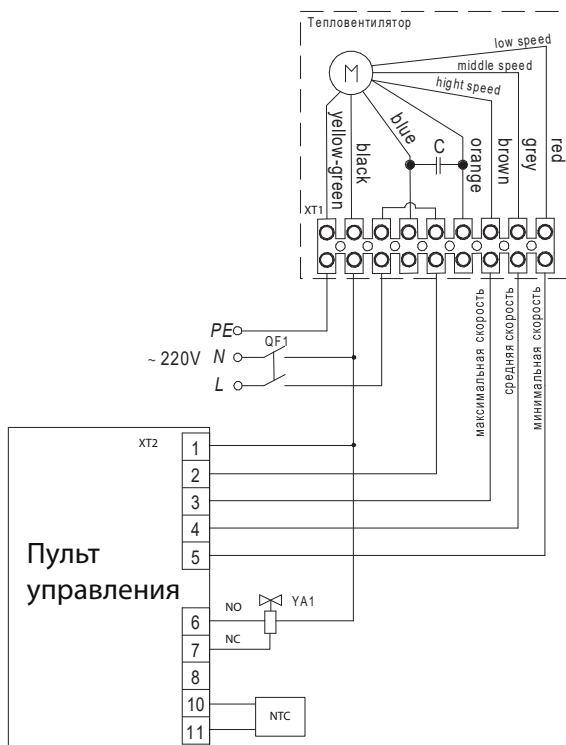 Тепловентилятор
low speed
middle speed
hight speed
M
yellow-green
black
blue
C
orange
brown
grey
red
XT1
PE
QF1
~ 220V N
L
максимальная скорость
средняя скорость
минимальная скорость
XT2
1
2
3
4
5
Пульт
управления
NO
YA1
6
NC
7
8
10
NTC
11